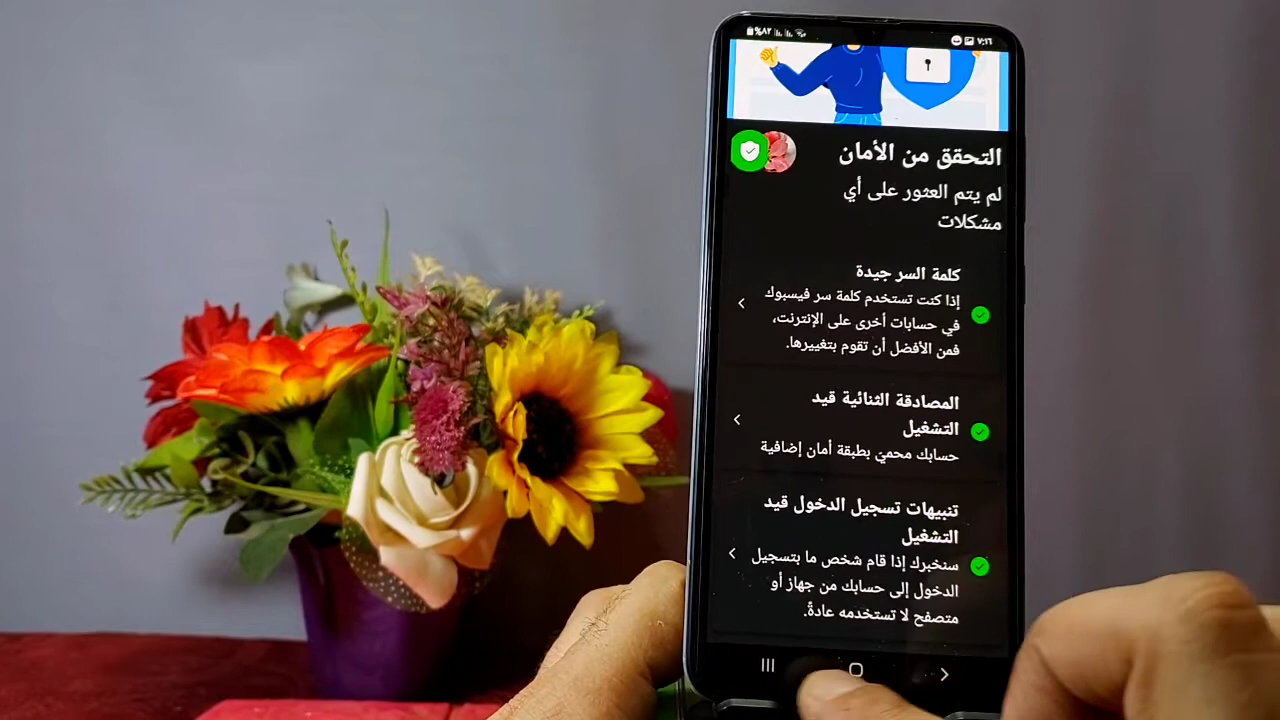 ٧:١٦
%٨٢
التحقق من الأمان
لم يتم العثور على أي
مشكلات
كلمة السر جيدة
إذا كنت تستخدم كلمة سر فيسبوك
في حسابات أخرى على الإنترنت،
فمن الأفضل أن تقوم بتغييرها.
المصادقة الثنائية قيد
التشغيل
حسابك محميّ بطبقة أمان إضافية
تنبيهات تسجيل الدخول قيد
التشغيل
سنخبرك إذا قام شخص ما بتسجيل
الدخول إلى حسابك من جهاز أو
متصفح لا تستخدمه عادةً.